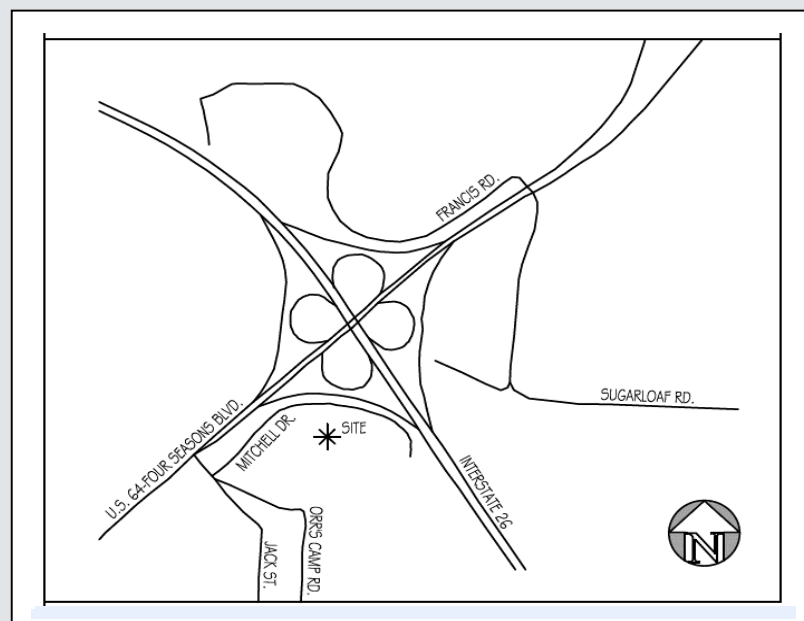 FRANCIS RD.
SUGARLOAF RD.
U.S. 64-FOUR SEASONS BLVD.
MITCHELL DR.
SITE
INTERSTATE 26
ORRS CAMP RD.
JACK ST.
N